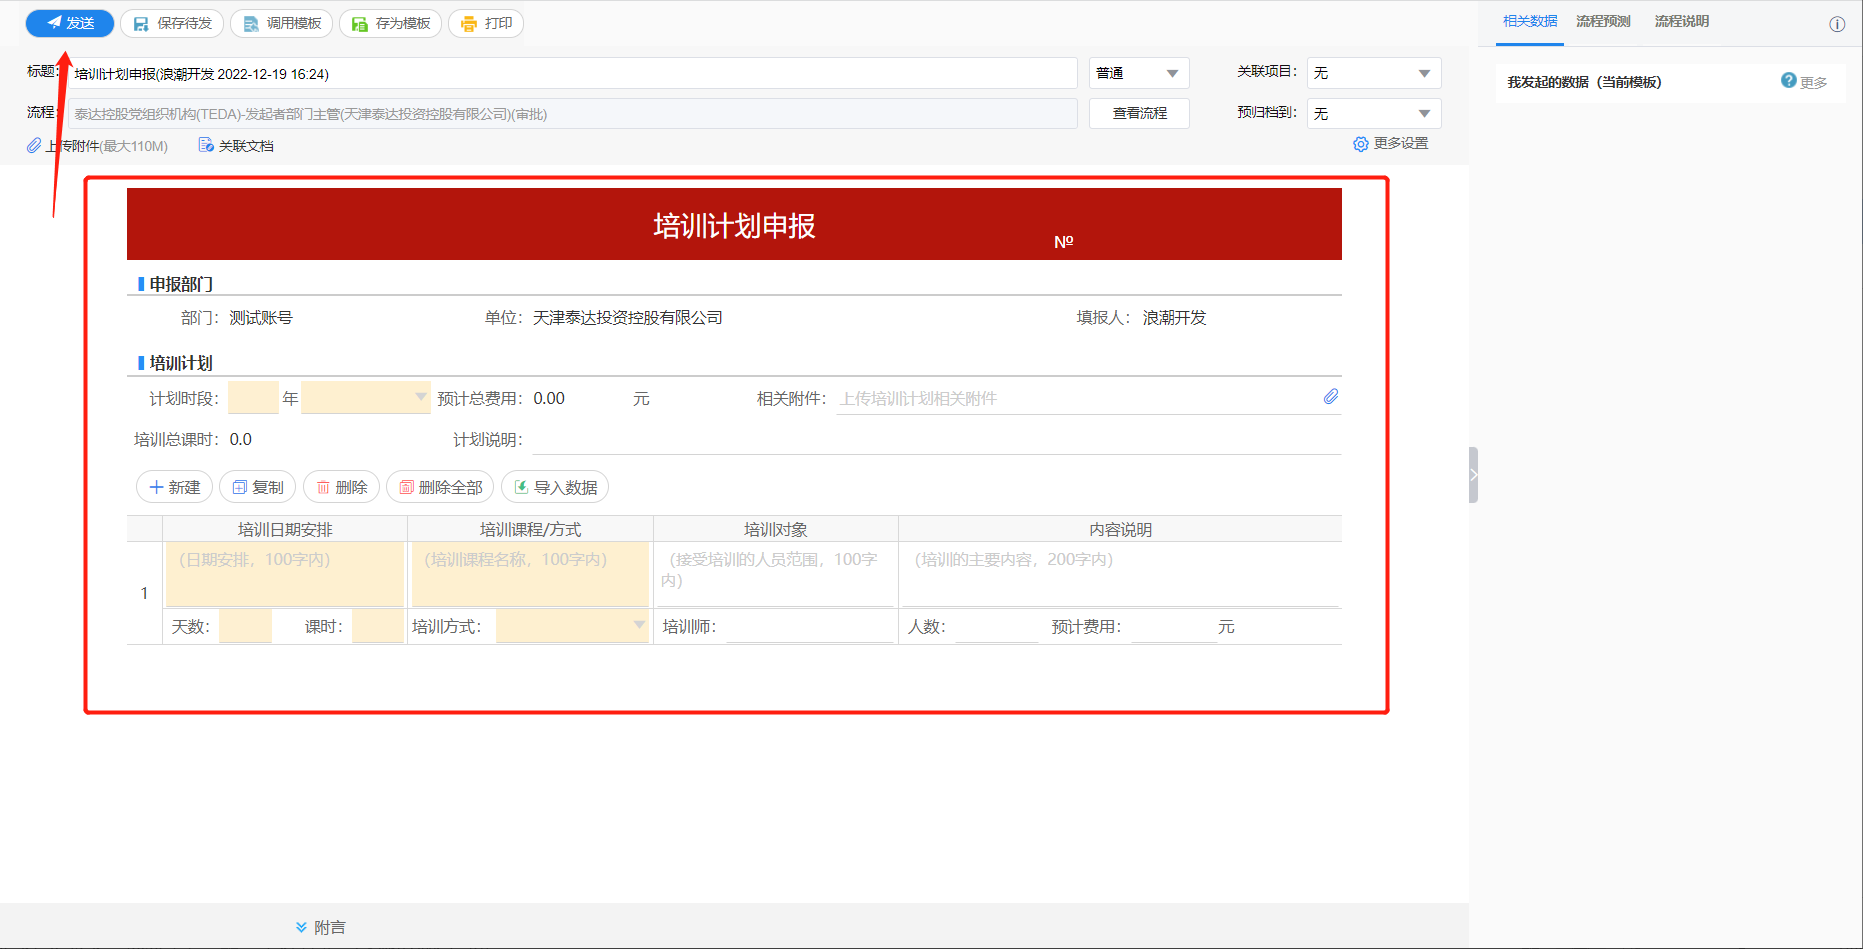 发送 保存待发 调用模板 存为模板 打印
标题: 培训计划申报(浪潮开发 2022-12-19 16:24) 普通 关联项目: 无
流程: 泰达控股党组织机构(TEDA)-发起者部门主管(天津泰达投资控股有限公司)(审批) 查看流程 预归档到: 无
上传附件(最大110M) 关联文档 更多设置
相关数据 流程预测 流程说明
我发起的数据（当前模板） ? 更多
培训计划申报 №
申报部门
部门： 测试账号 单位： 天津泰达投资控股有限公司 填报人： 浪潮开发
培训计划
计划时段： 年 预计总费用： 0.00 元 相关附件： 上传培训计划相关附件
培训总课时： 0.0 计划说明：
新建 复制 删除 删除全部 导入数据
培训日期安排 培训课程/方式 培训对象 内容说明
1
（日期安排，100字内） （培训课程名称，100字内） （接受培训的人员范围，100字
内） （培训的主要内容，200字内）
天数： 课时： 培训方式： 培训师： 人数： 预计费用： 元
附言